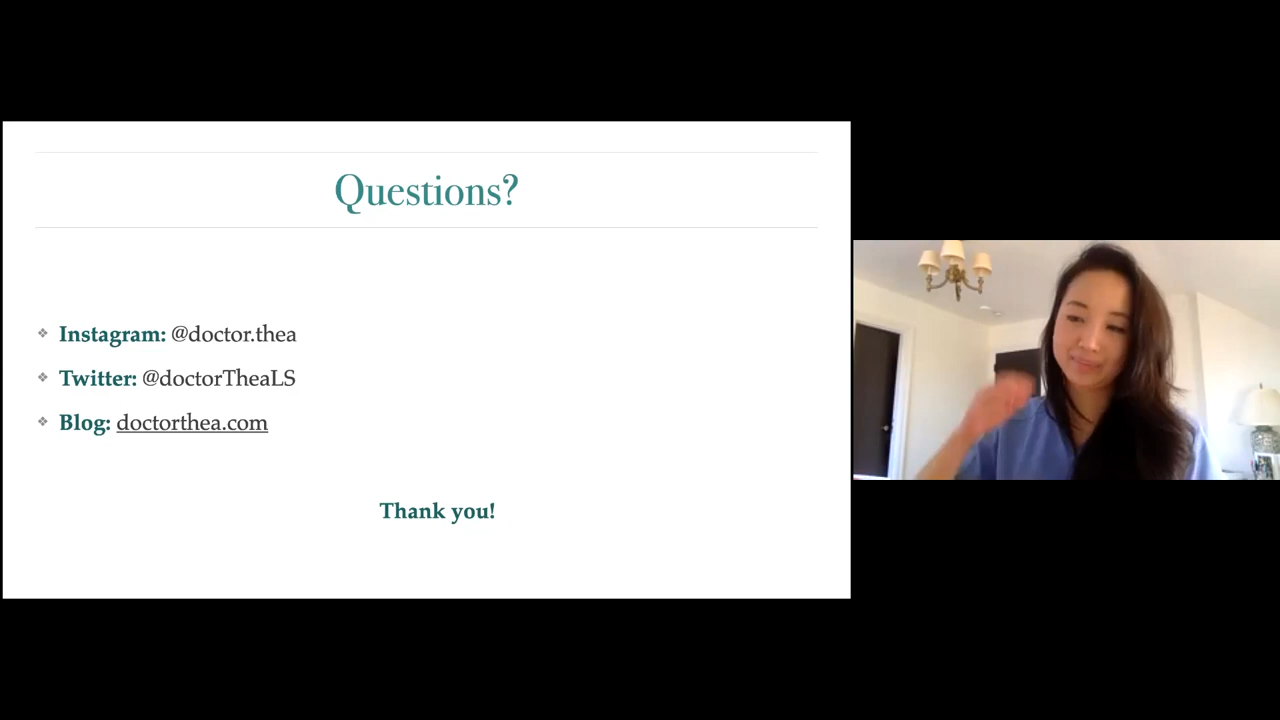 Questions?
Instagram: @doctor.thea
Twitter: @doctorTheaLS
Blog: doctorthea.com
Thank you!